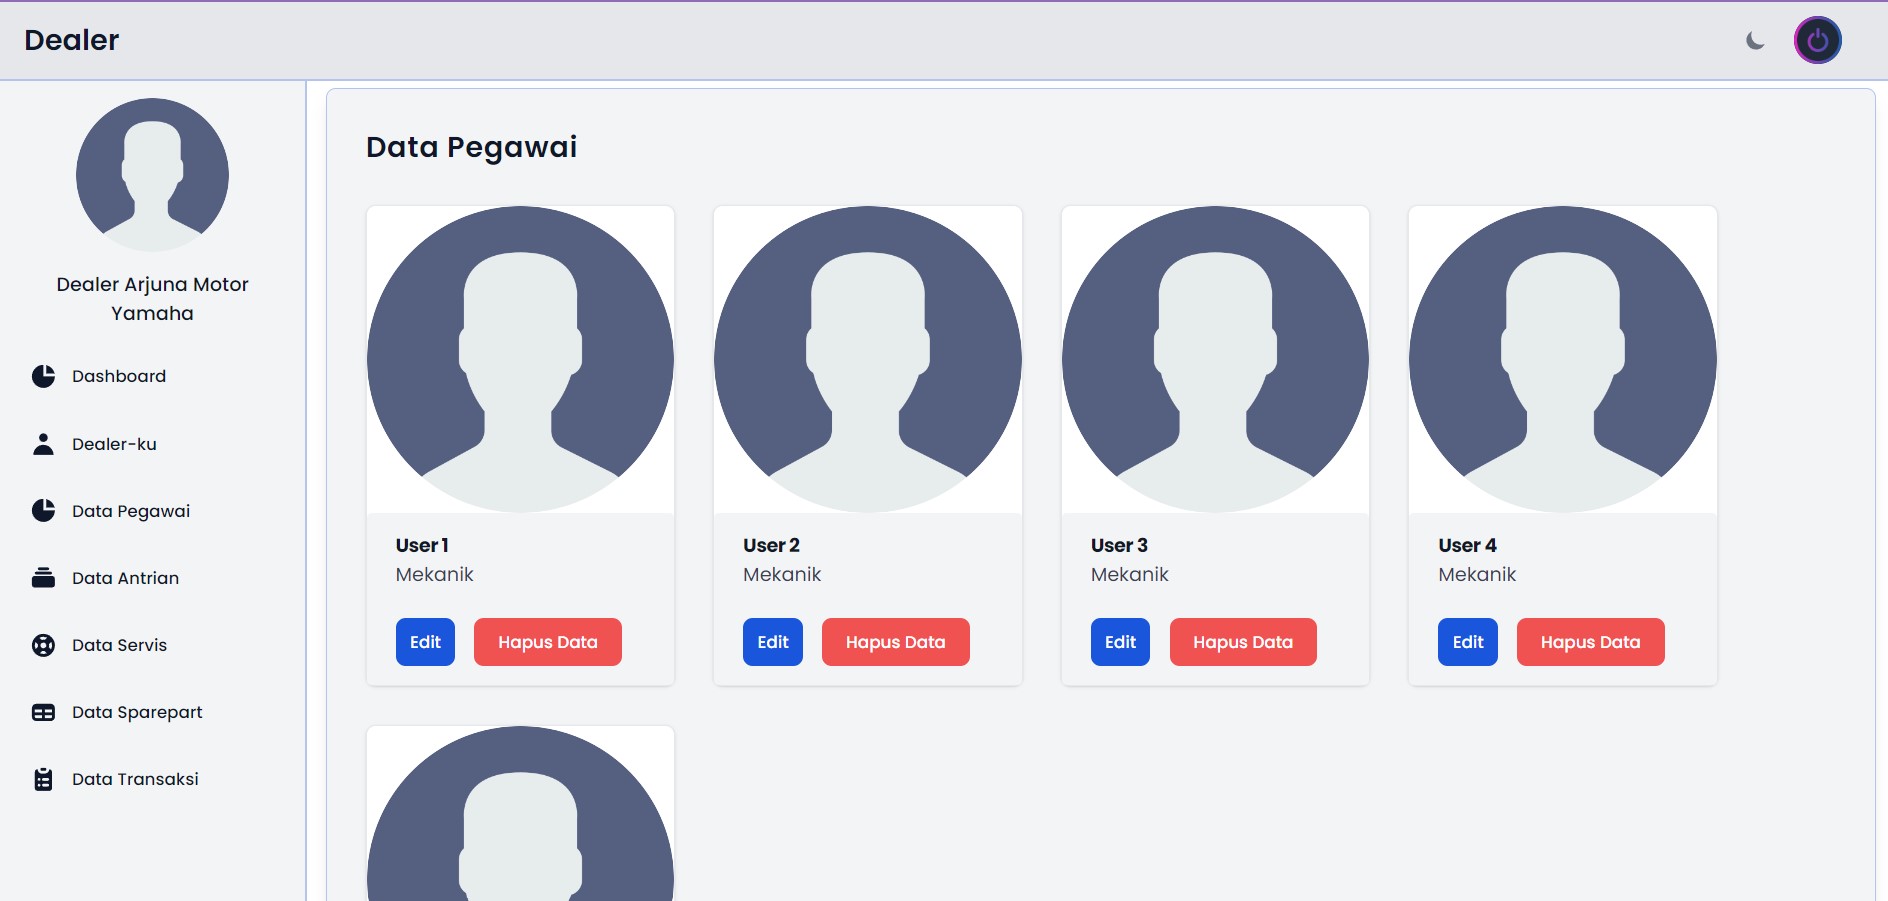 Dealer
Dealer Arjuna Motor
Yamaha
Dashboard
Dealer-ku
Data Pegawai
Data Antrian
Data Servis
Data Sparepart
Data Transaksi
Data Pegawai
User 1
Mekanik
Edit
Hapus Data
User 2
Mekanik
Edit
Hapus Data
User 3
Mekanik
Edit
Hapus Data
User 4
Mekanik
Edit
Hapus Data